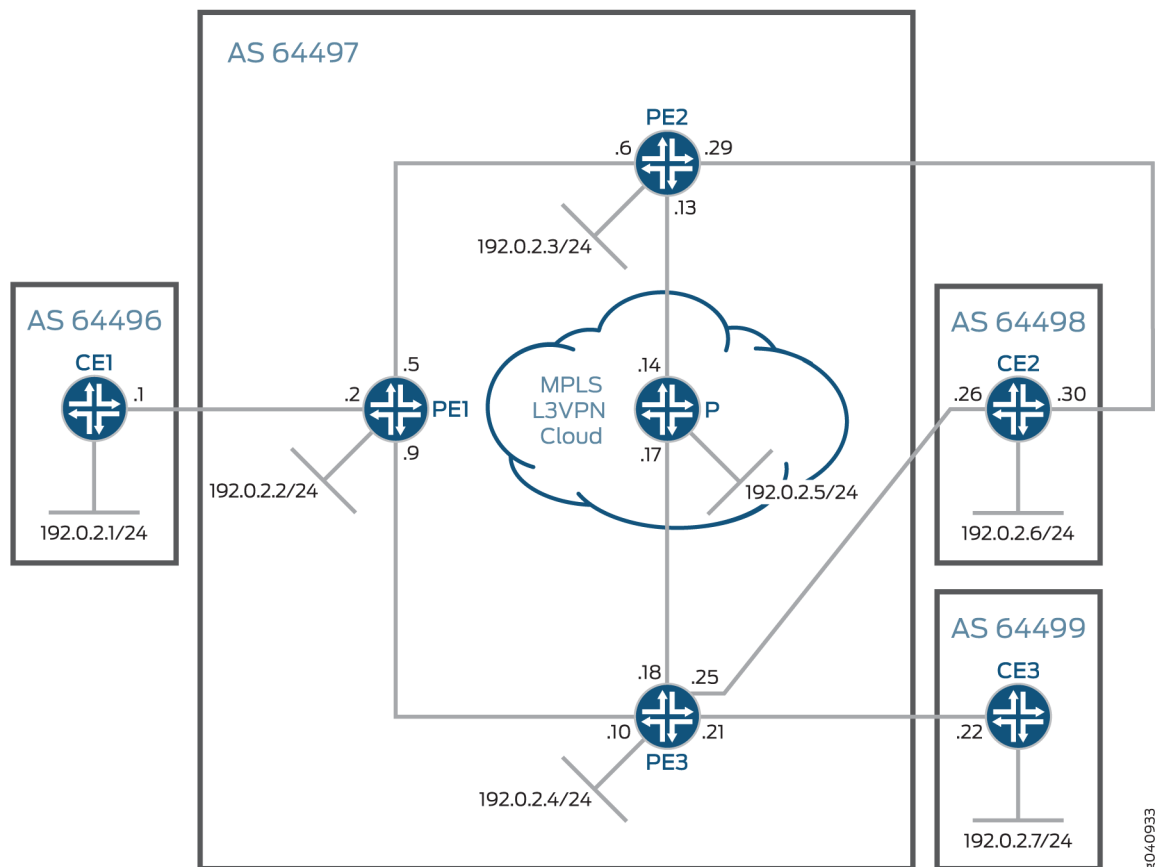 AS 64497
PE2
.6
.29
.13
192.0.2.3/24
AS 64496
CE1
.1
192.0.2.1/24
.5
.2
PE1
.9
192.0.2.2/24
MPLS
L3VPN
Cloud
.14
P
.17
192.0.2.5/24
AS 64498
CE2
.26
.30
192.0.2.6/24
.18
.25
.10
.21
PE3
192.0.2.4/24
AS 64499
CE3
.22
192.0.2.7/24
g040933